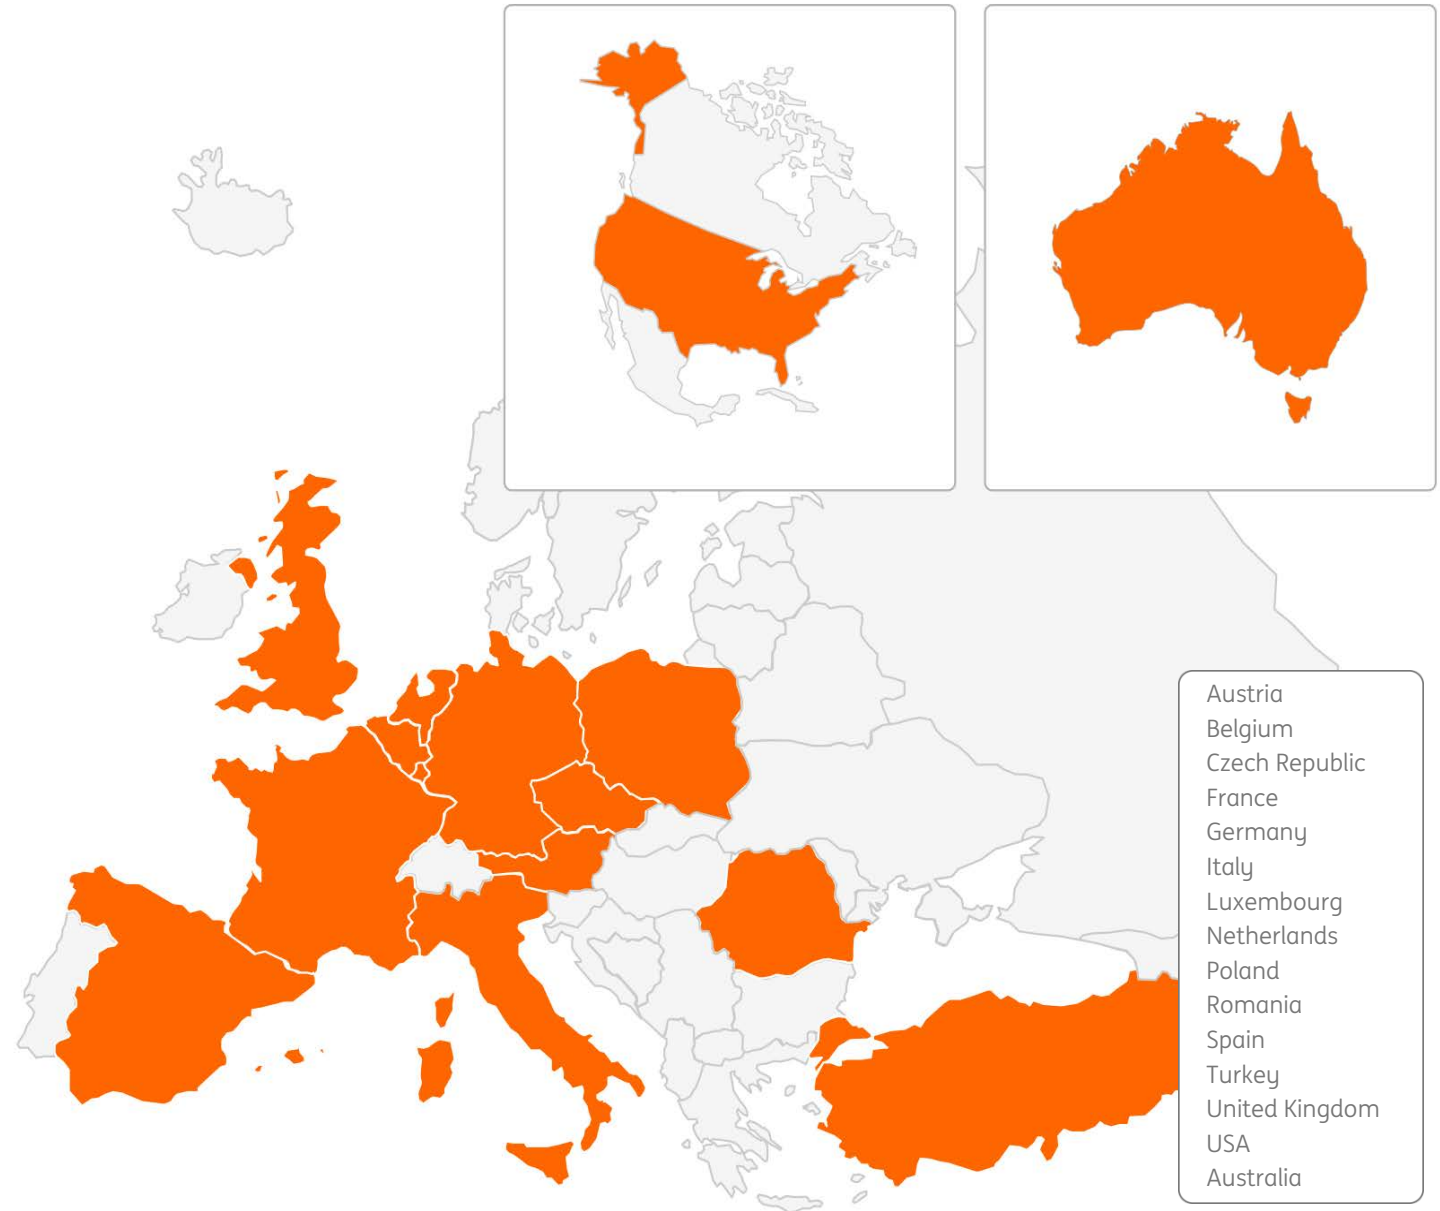 Austria
Belgium
Czech Republic
France
Germany
Italy
Luxembourg
Netherlands
Poland
Romania
Spain
Turkey
United Kingdom
USA
Australia